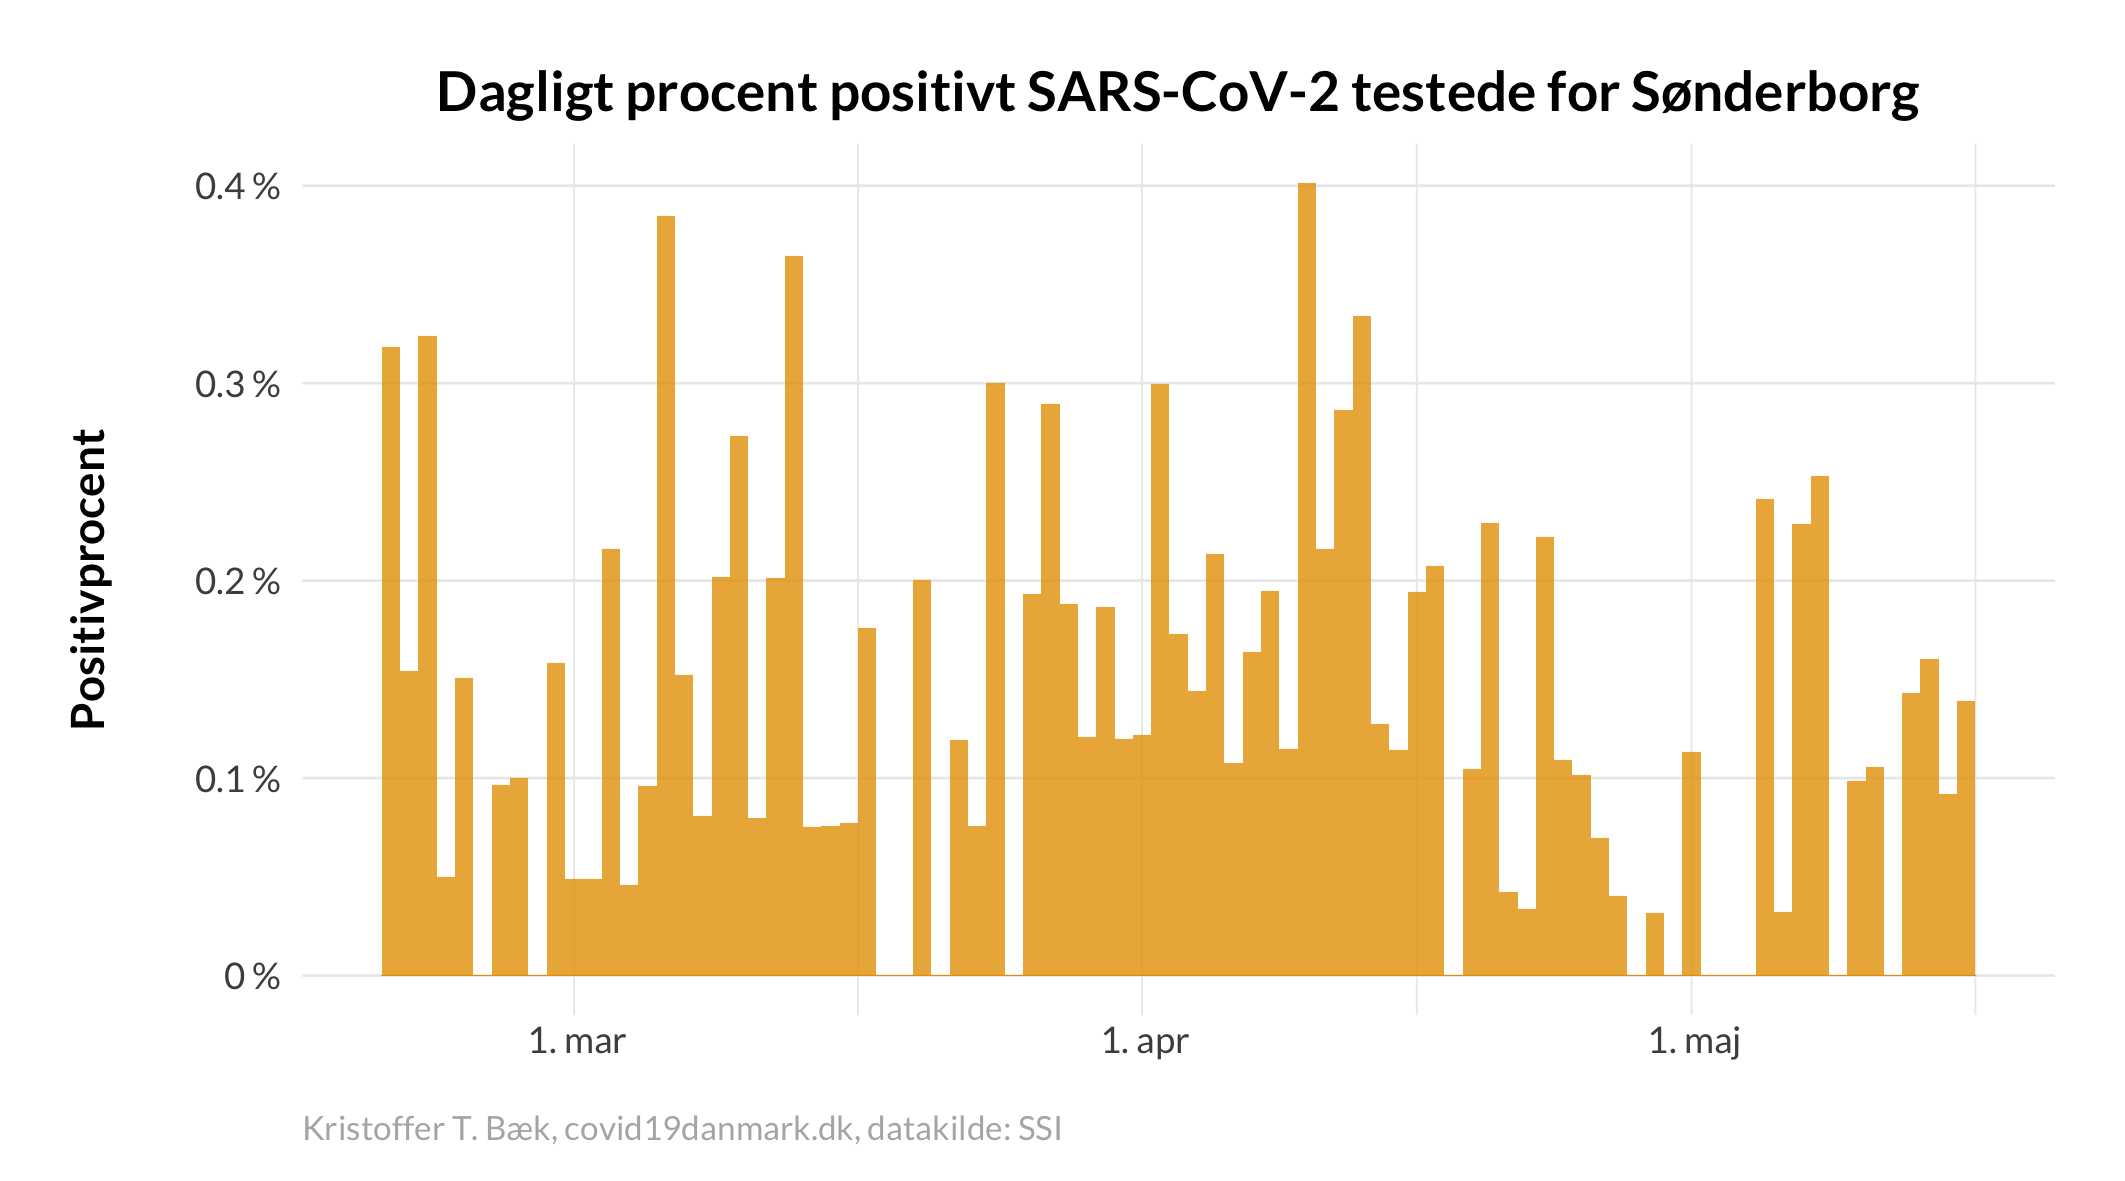 Dagligt procent positivt SARS-CoV-2 testede for Sønderborg
Positivprocent
0.4 %
0.3 %
0.2 %
0.1 %
0 %
1. mar
1. apr
1. maj
Kristoffer T. Bæk, covid19danmark.dk, datakilde: SSI